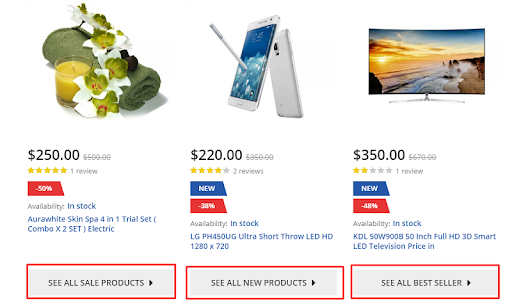 $250.00 $500.00
1 review
-50%
Availability: In stock
Aurawhite Skin Spa 4 in 1 Trial Set (
Combo X 2 SET ) Electric
SEE ALL SALE PRODUCTS
$220.00 $350.00
2 reviews
NEW
-38%
Availability: In stock
LG PH450UG Ultra Short Throw LED HD
1280 x 720
SEE ALL NEW PRODUCTS
$350.00 $670.00
1 review
NEW
-48%
Availability: In stock
KDL 50W900B 50 Inch Full HD 3D Smart
LED Television Price in
SEE ALL BEST SELLER